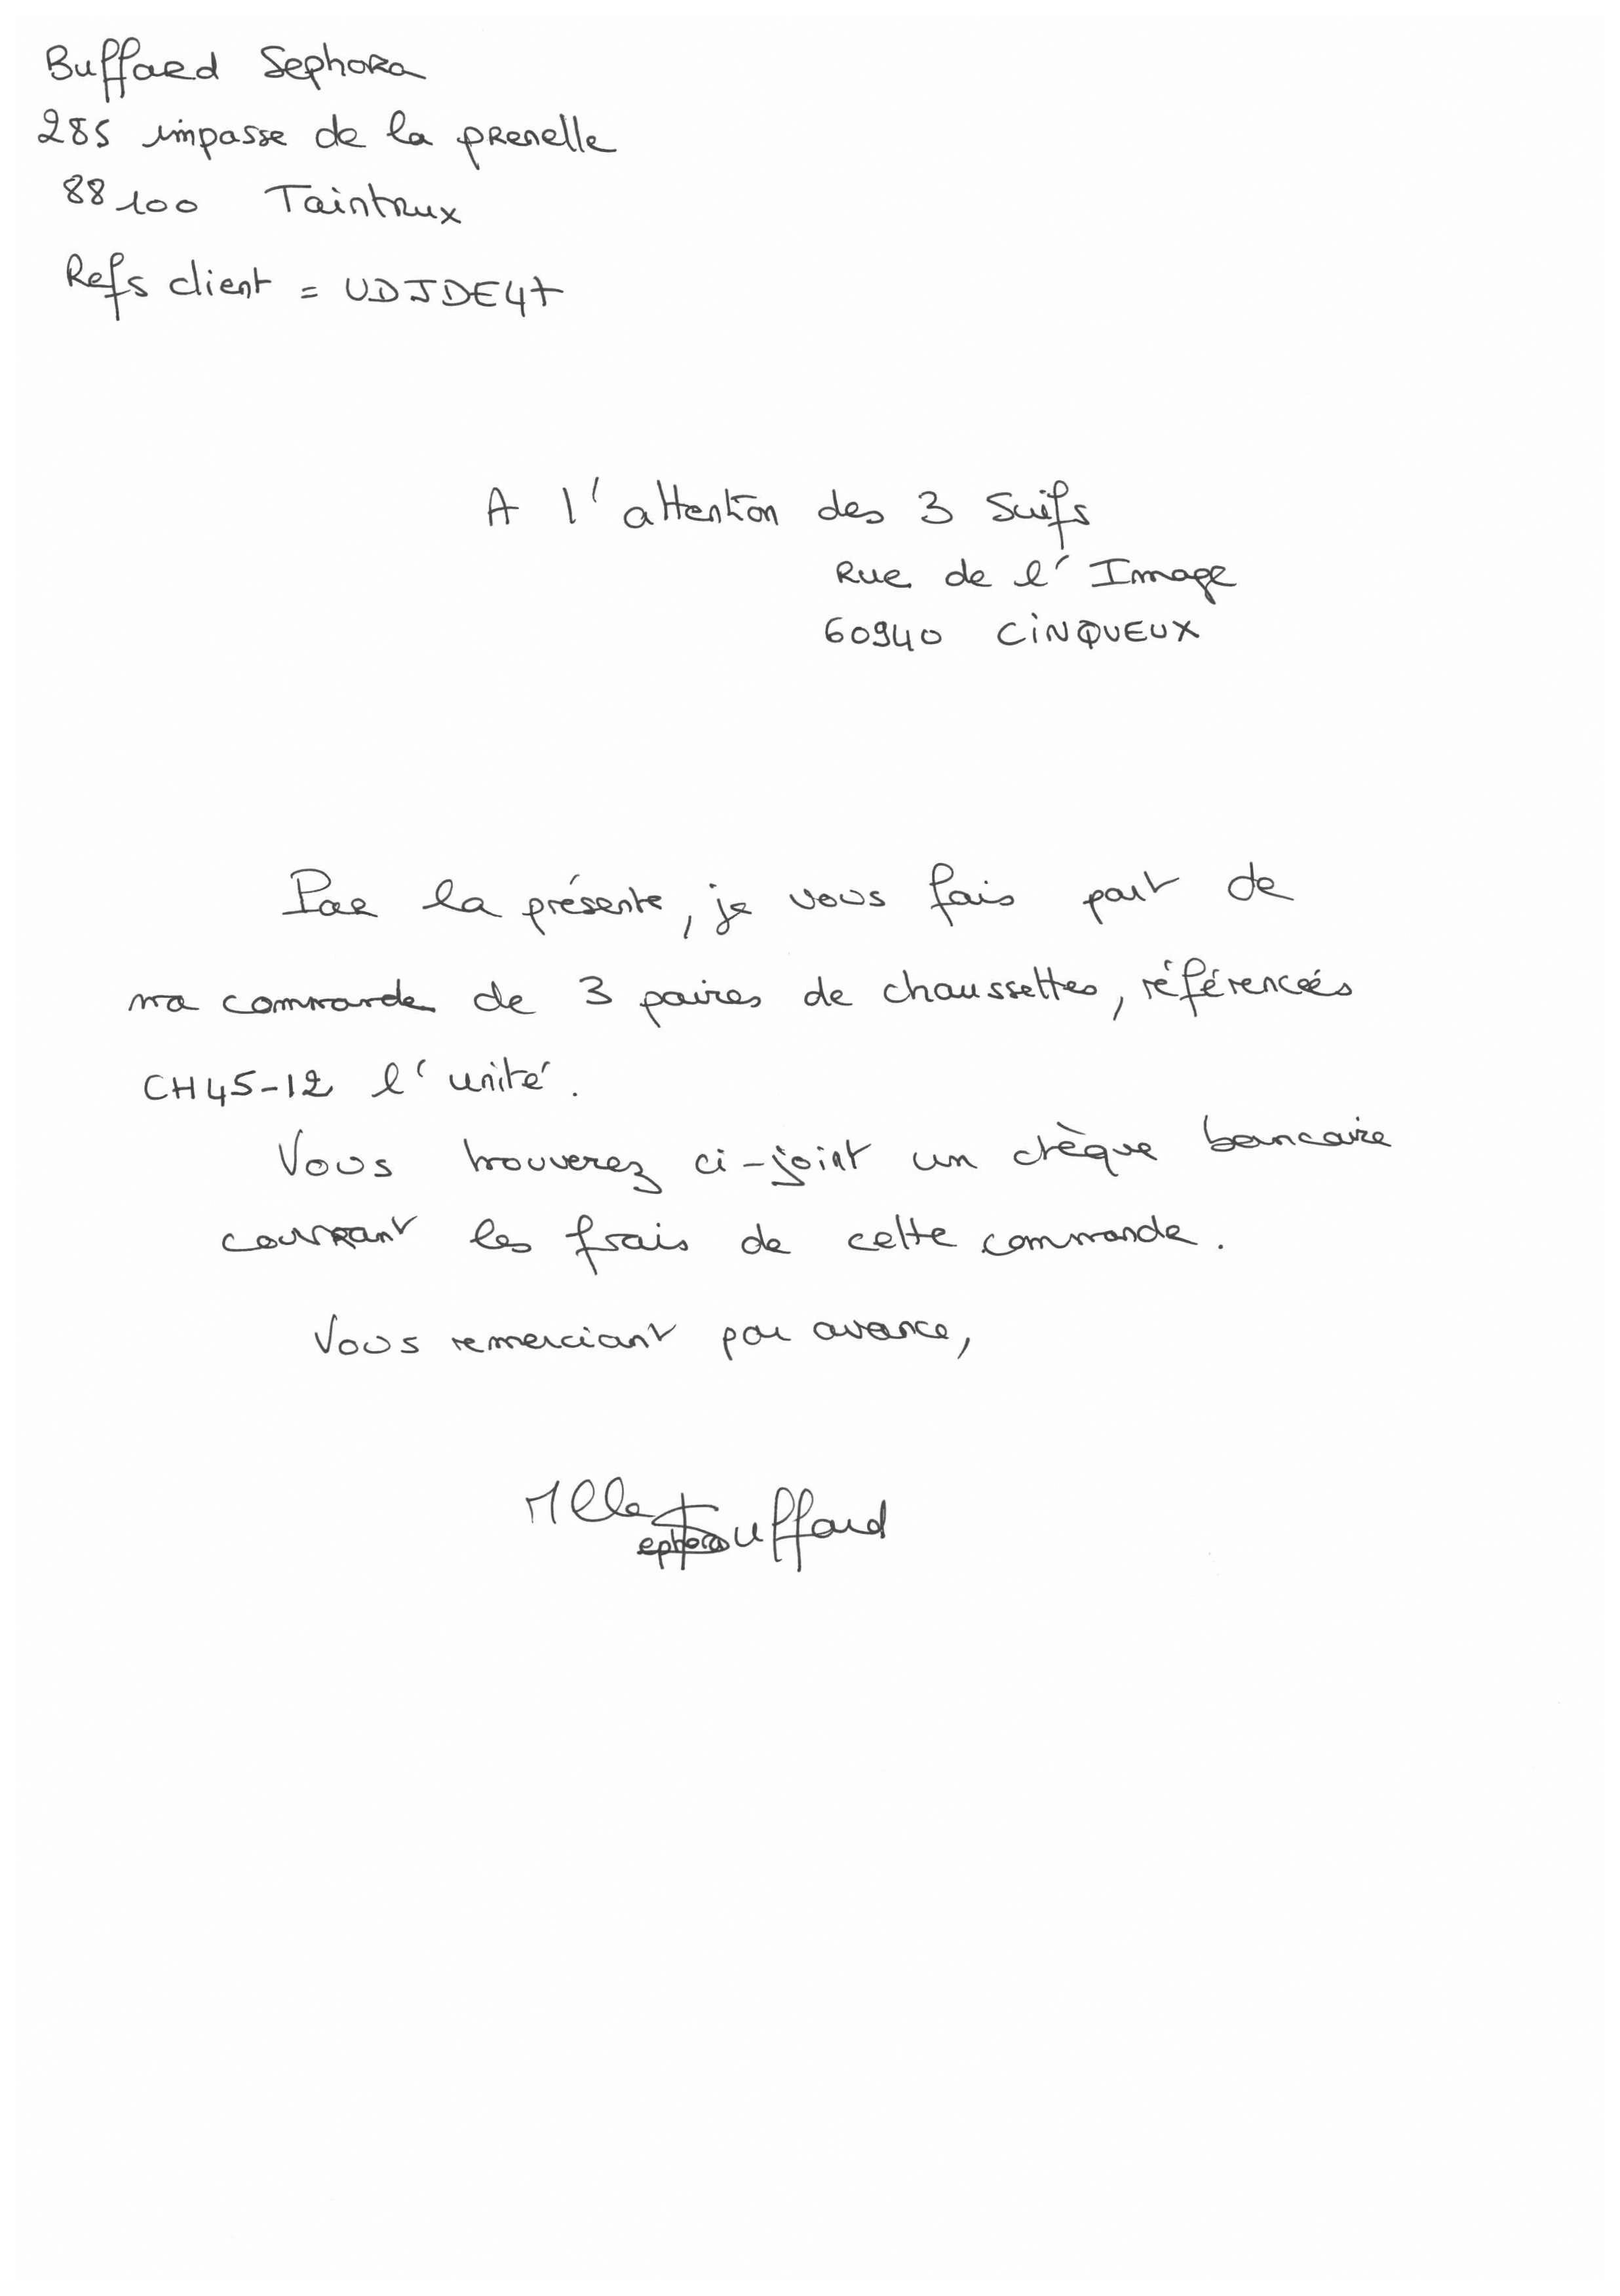 Buffard Sephora
285 impasse de la prenelle
88100 Taintrux
Refs client = UDJDE47
A l'attention des 3 Suifs
Rue de l'Image
60940 CINQUEUX
Par la présente, je vous fais part de
ma commande de 3 paires de chaussettes, référencées
CH45-12 l'unité.
Vous trouverez ci-joint un chèque bancaire
couvrant les frais de cette commande.
Vous remerciant par avance,
Mlle Sephora Buffard